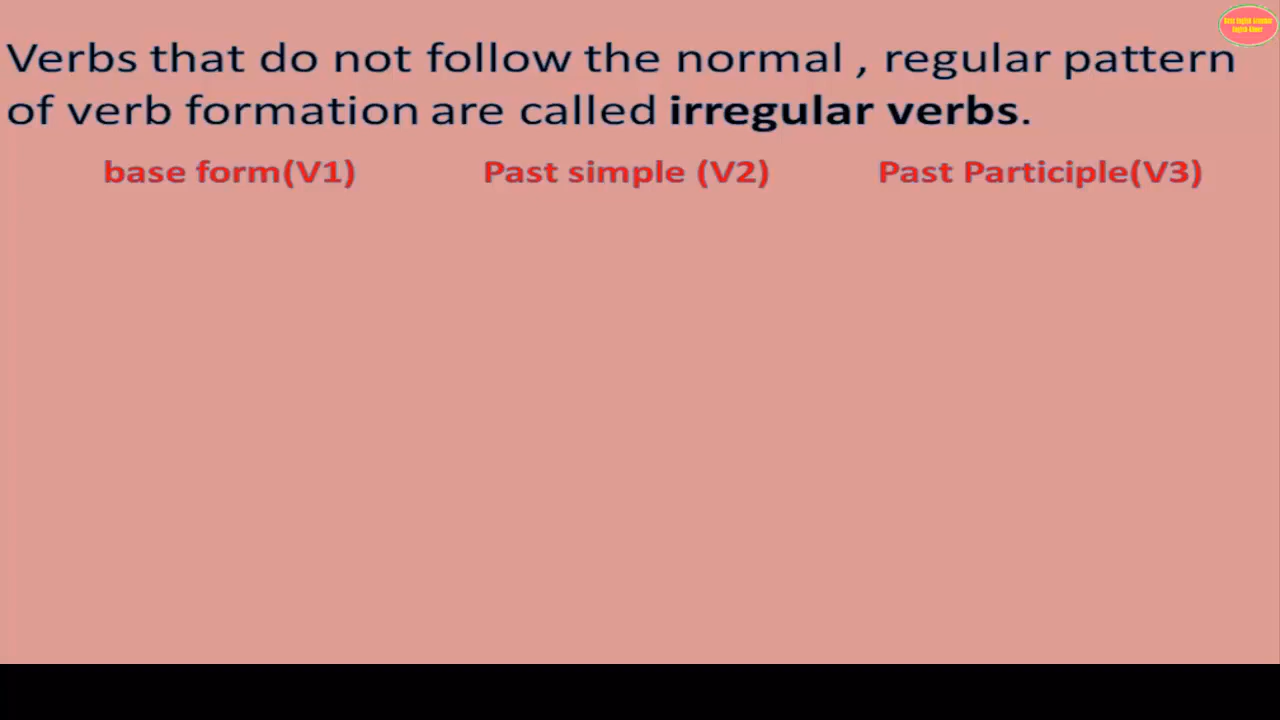 Verbs that do not follow the normal , regular pattern
of verb formation are called irregular verbs.
base form(V1) Past simple (V2) Past Participle(V3)